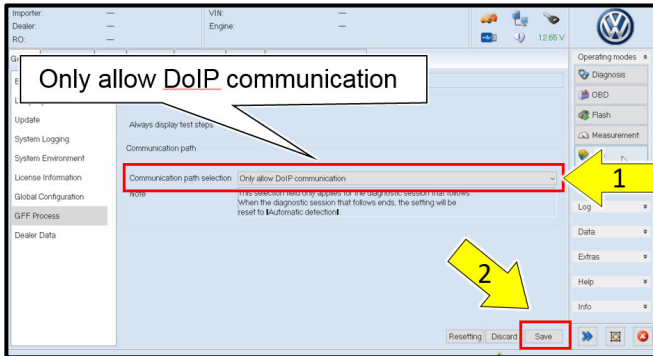 Importer: —
VIN: —
Dealer: —
Engine: —
RO: —
12.65 V
Only allow DoIP communication
Operating modes
Diagnosis
OBD
Flash
Measurement
Update
System Logging
System Environment
License Information
Global Configuration
GFF Process
Dealer Data
Always display test steps
Communication path
Communication path selection Only allow DoIP communication
1
Note This selection field only applies for the diagnostic session that follows.
When the diagnostic session that follows ends, the setting will be
reset to IAutomatic detectionI.
Log
Data
Extras
Help
Info
2
Resetting Discard Save